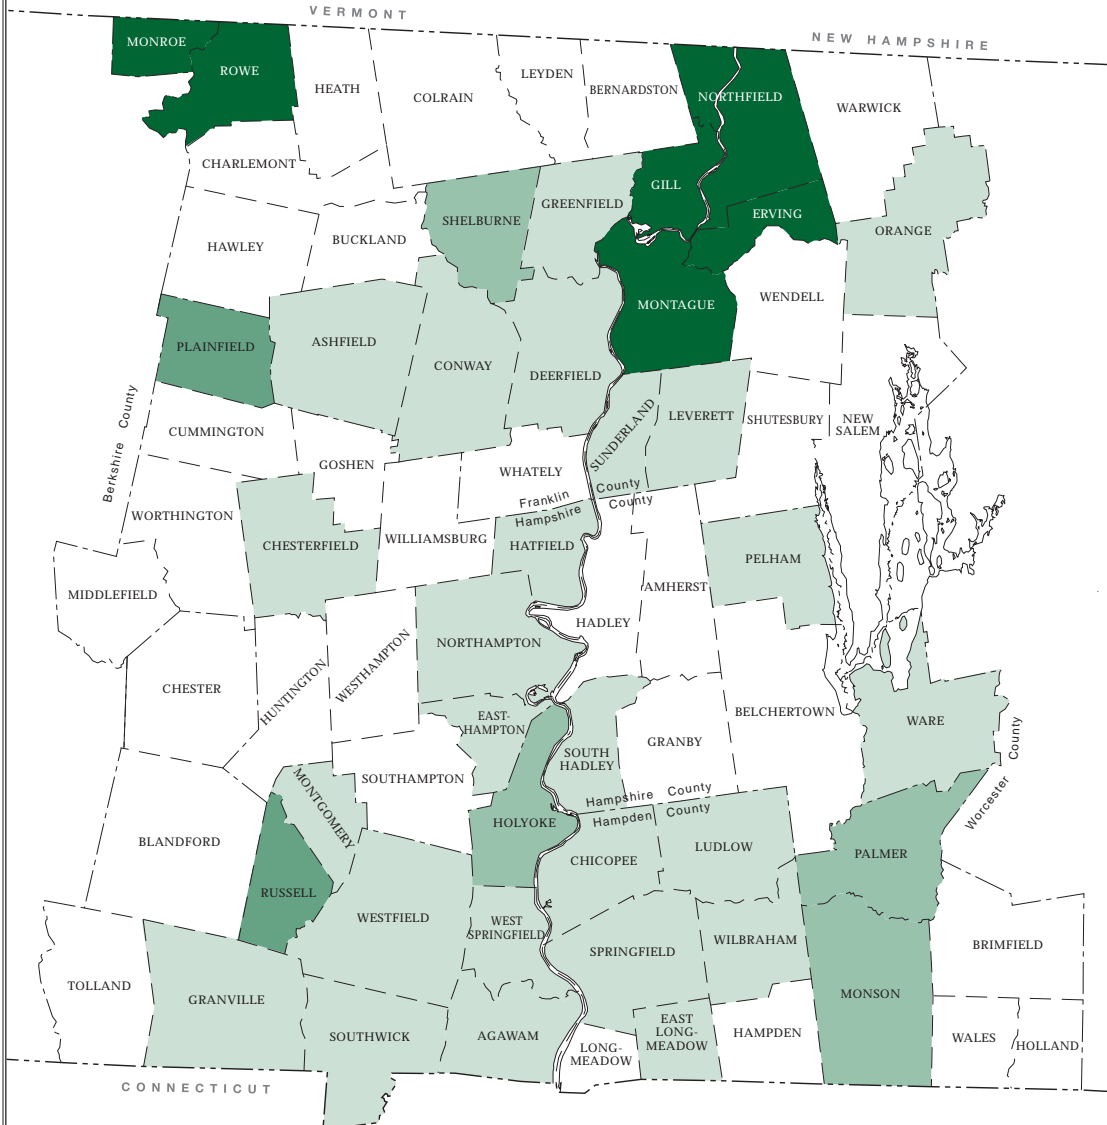 VERMONT
NEW HAMPSHIRE
MONROE
ROWE
HEATH
COLRAIN
LEYDEN
BERNARDSTON
NORTHFIELD
WARWICK
CHARLEMONT
GILL
SHELBURNE
GREENFIELD
ERVING
ORANGE
HAWLEY
BUCKLAND
MONTAGUE
WENDELL
PLAINFIELD
ASHFIELD
CONWAY
DEERFIELD
Berkshire County
CUMMINGTON
GOSHEN
WHATELY
SUNDERLAND
LEVERETT
SHUTESBURY
NEW
SALEM
Franklin County
Hampshire County
WORTHINGTON
CHESTERFIELD
WILLIAMSBURG
HATFIELD
PELHAM
MIDDLEFIELD
AMHERST
HADLEY
NORTHAMPTON
CHESTER
HUNTINGTON
WESTHAMPTON
EAST-
HAMPTON
BELCHERTOWN
WARE
SOUTH
HADLEY
GRANBY
SOUTHAMPTON
MONTGOMERY
Hampshire County
Hampden County
Worcester County
BLANDFORD
HOLYOKE
CHICOPEE
LUDLOW
PALMER
RUSSELL
WESTFIELD
WEST
SPRINGFIELD
SPRINGFIELD
WILBRAHAM
BRIMFIELD
TOLLAND
GRANVILLE
MONSON
SOUTHWICK
AGAWAM
LONG-
MEADOW
EAST
LONG-
MEADOW
HAMPDEN
WALES
HOLLAND
CONNECTICUT